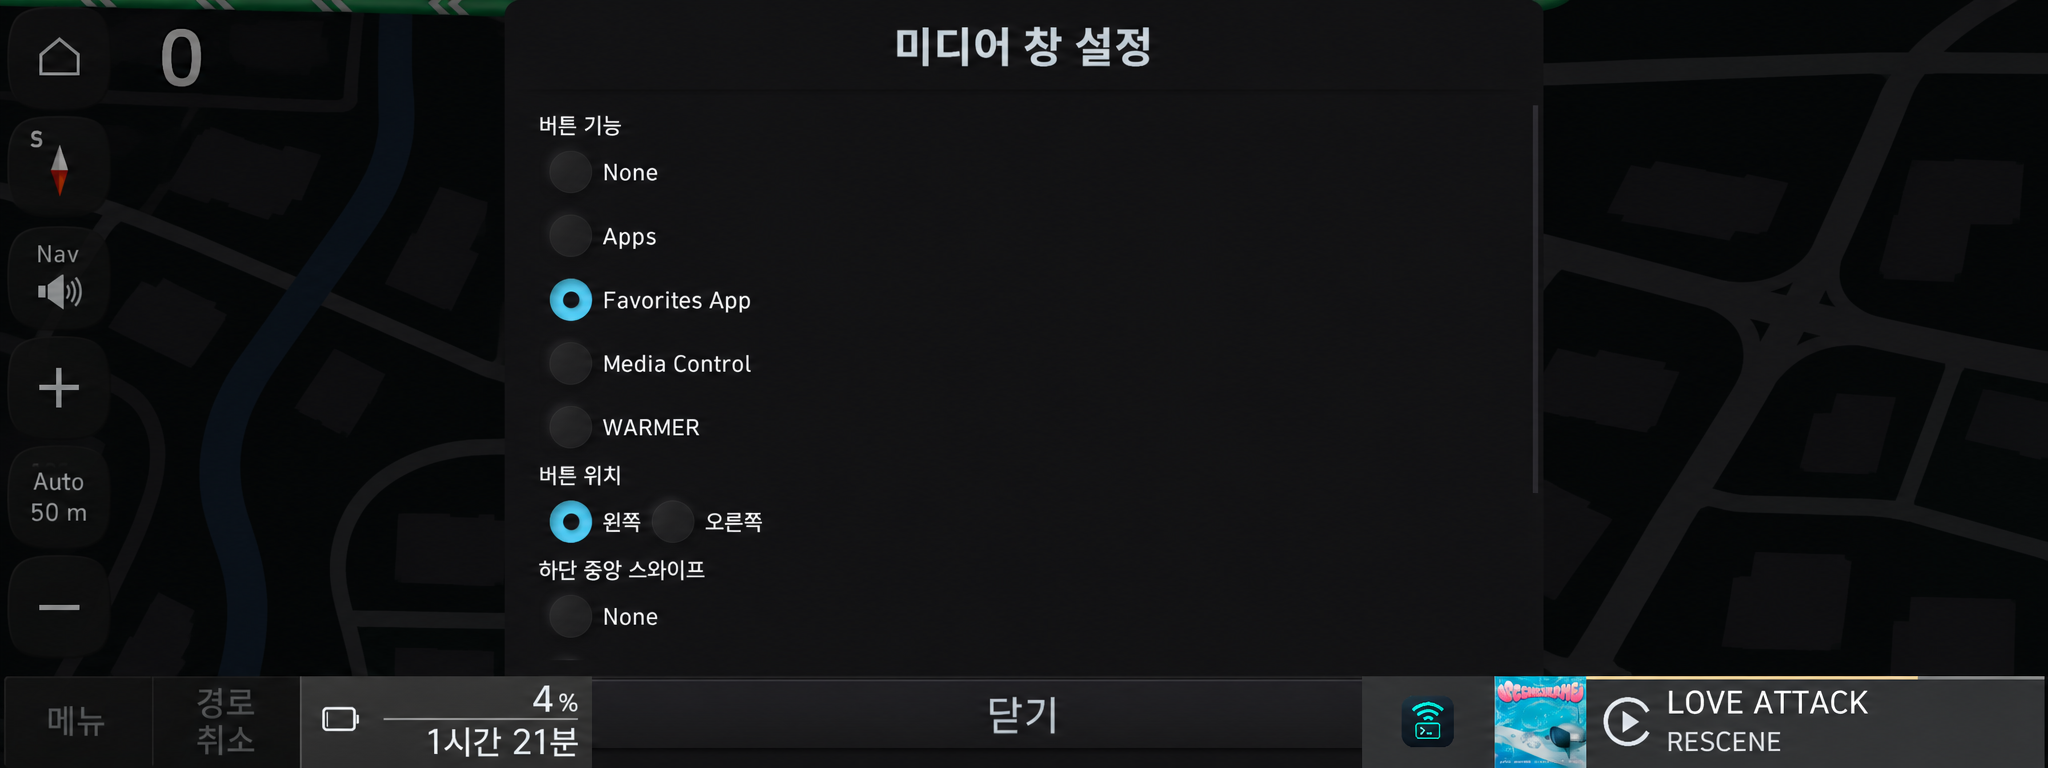 미디어 창 설정
0
S
Nav
Auto
50 m
버튼 기능
None
Apps
Favorites App
Media Control
WARMER
버튼 위치
왼쪽
오른쪽
하단 중앙 스와이프
None
메뉴
경로
취소
4 %
1시간 21분
닫기
LOVE ATTACK
RESCENE